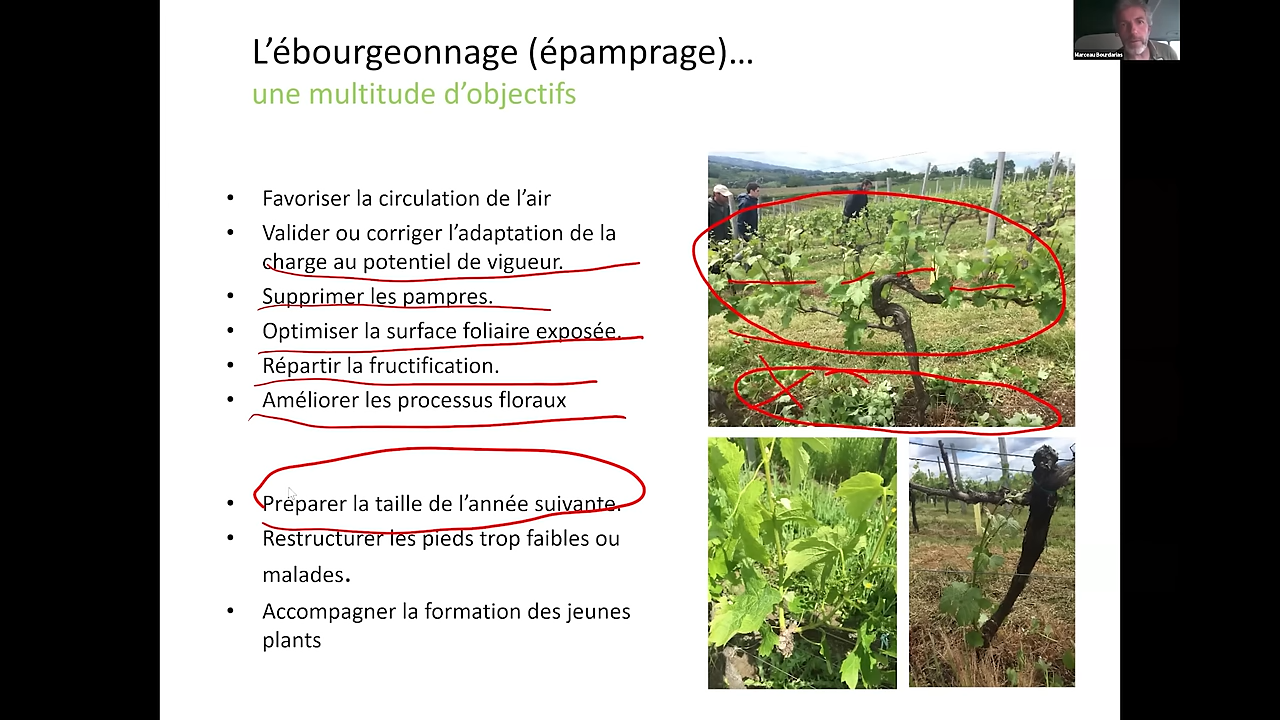 L’ébourgeonnage (épamprage)…
une multitude d’objectifs
Marceau Bourdarias
• Favoriser la circulation de l’air
• Valider ou corriger l’adaptation de la
charge au potentiel de vigueur.
• Supprimer les pampres.
• Optimiser la surface foliaire exposée.
• Répartir la fructification.
• Améliorer les processus floraux
• Préparer la taille de l’année suivante.
• Restructurer les pieds trop faibles ou
malades.
• Accompagner la formation des jeunes
plants